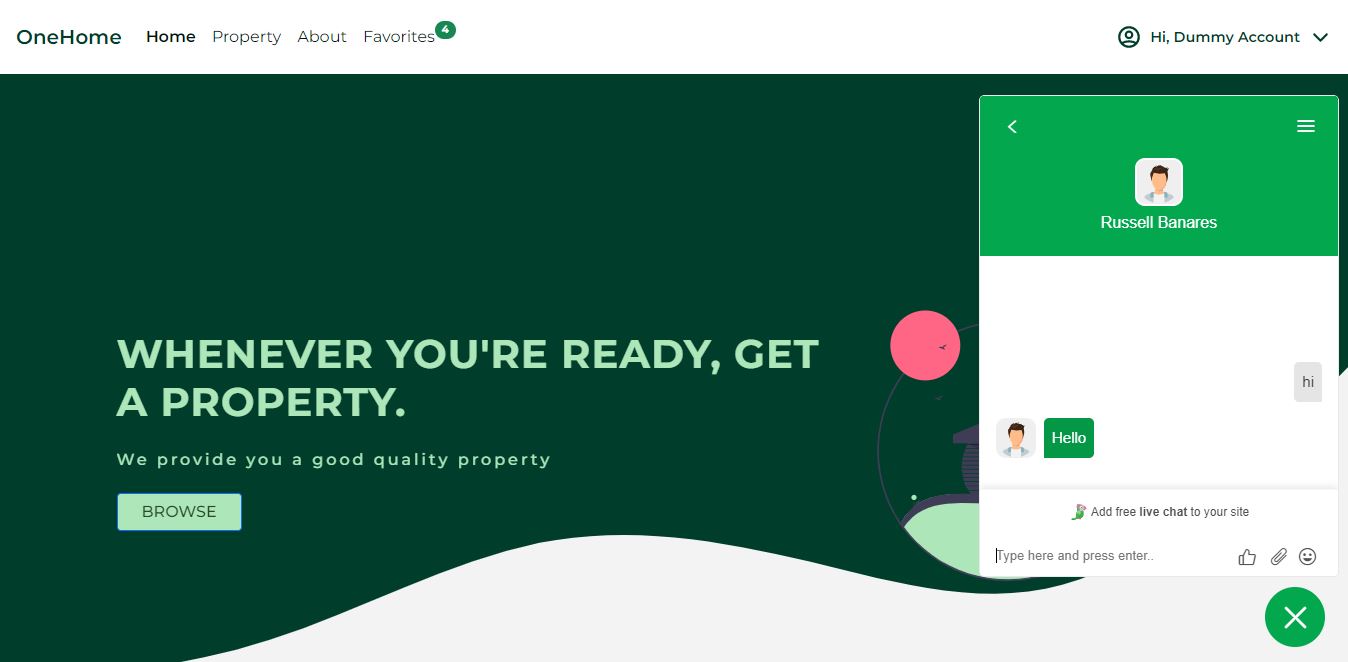 OneHome Home Property About Favorites 4 Hi, Dummy Account
Russell Banares
hi
Hello
WHENEVER YOU'RE READY, GET
A PROPERTY.
We provide you a good quality property
BROWSE
Add free live chat to your site
Type here and press enter..